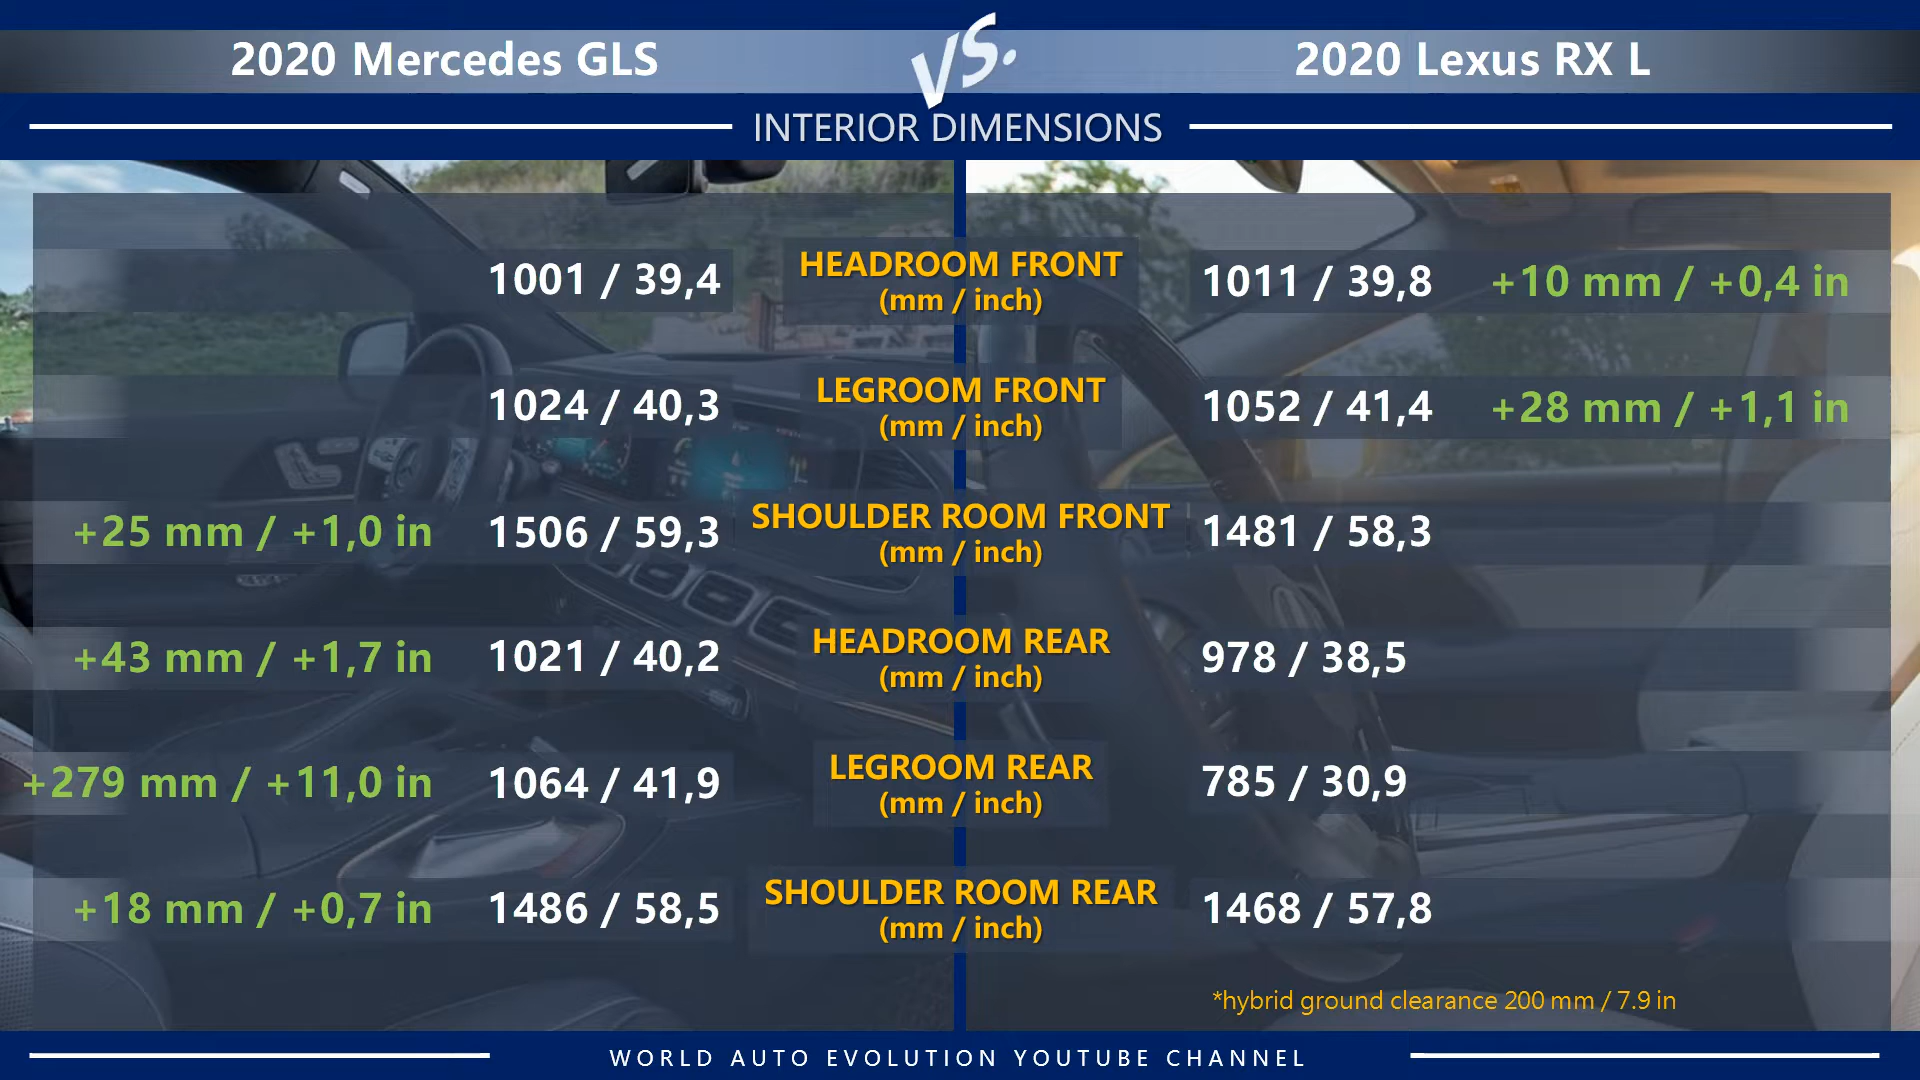 2020 Mercedes GLS VS. 2020 Lexus RX L
INTERIOR DIMENSIONS
1001 / 39,4 HEADROOM FRONT 1011 / 39,8 +10 mm / +0,4 in
(mm / inch)
1024 / 40,3 LEGROOM FRONT 1052 / 41,4 +28 mm / +1,1 in
(mm / inch)
+25 mm / +1,0 in 1506 / 59,3 SHOULDER ROOM FRONT 1481 / 58,3
(mm / inch)
+43 mm / +1,7 in 1021 / 40,2 HEADROOM REAR 978 / 38,5
(mm / inch)
+279 mm / +11,0 in 1064 / 41,9 LEGROOM REAR 785 / 30,9
(mm / inch)
+18 mm / +0,7 in 1486 / 58,5 SHOULDER ROOM REAR 1468 / 57,8
(mm / inch)
*hybrid ground clearance 200 mm / 7.9 in
WORLD AUTO EVOLUTION YOUTUBE CHANNEL